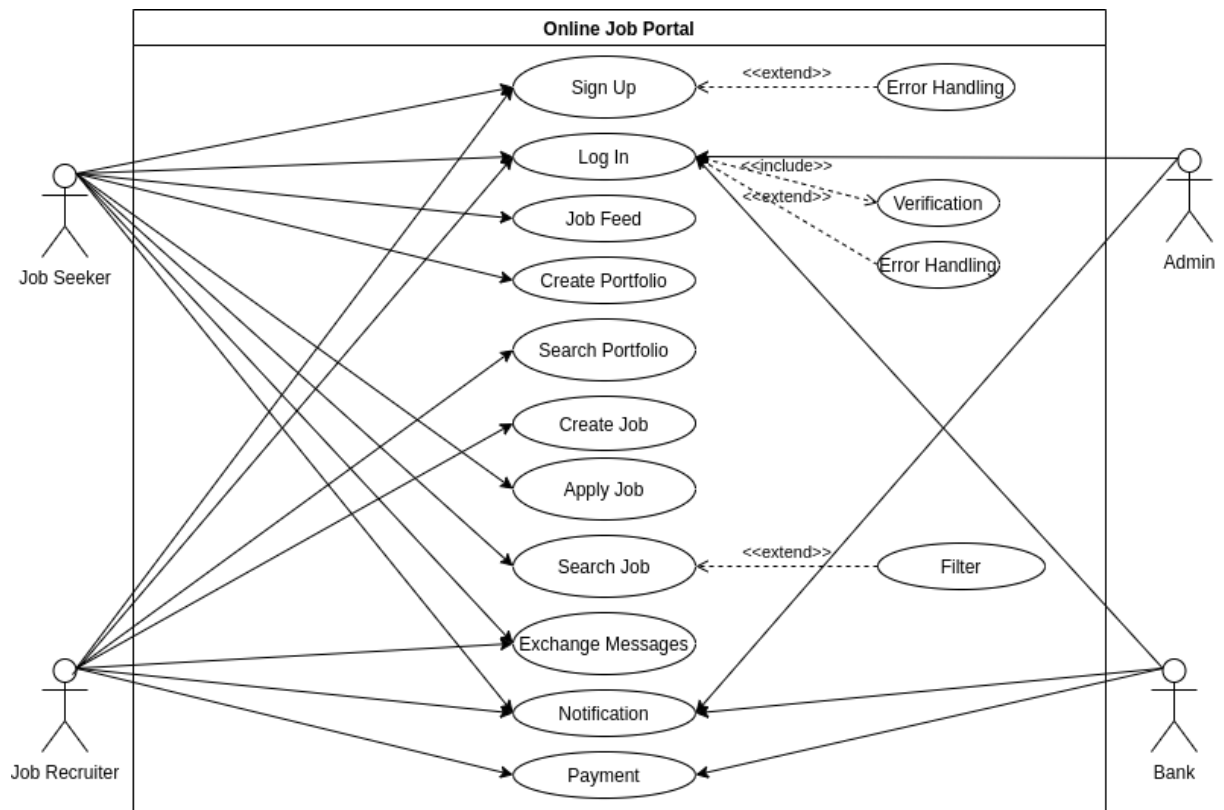 Online Job Portal
Sign Up
<<extend>>
Error Handling
Log In
<<include>>
<<extend>>
Verification
Error Handling
Job Seeker
Admin
Job Feed
Create Portfolio
Search Portfolio
Create Job
Apply Job
Search Job
<<extend>>
Filter
Exchange Messages
Notification
Job Recruiter
Bank
Payment